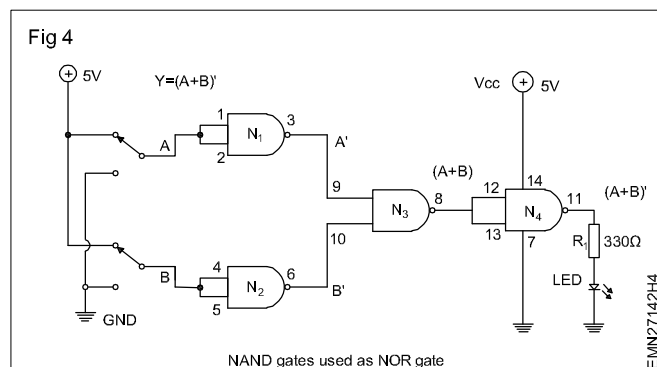 Fig 4
5V
Y=(A+B)'
Vcc
5V
A
1
2
N1
3
A'
(A+B)
(A+B)'
9
10
N3
8
12
13
14
N4
7
11
R1
330Ω
B
4
5
N2
6
B'
LED
GND
NAND gates used as NOR gate
EMN27142H4